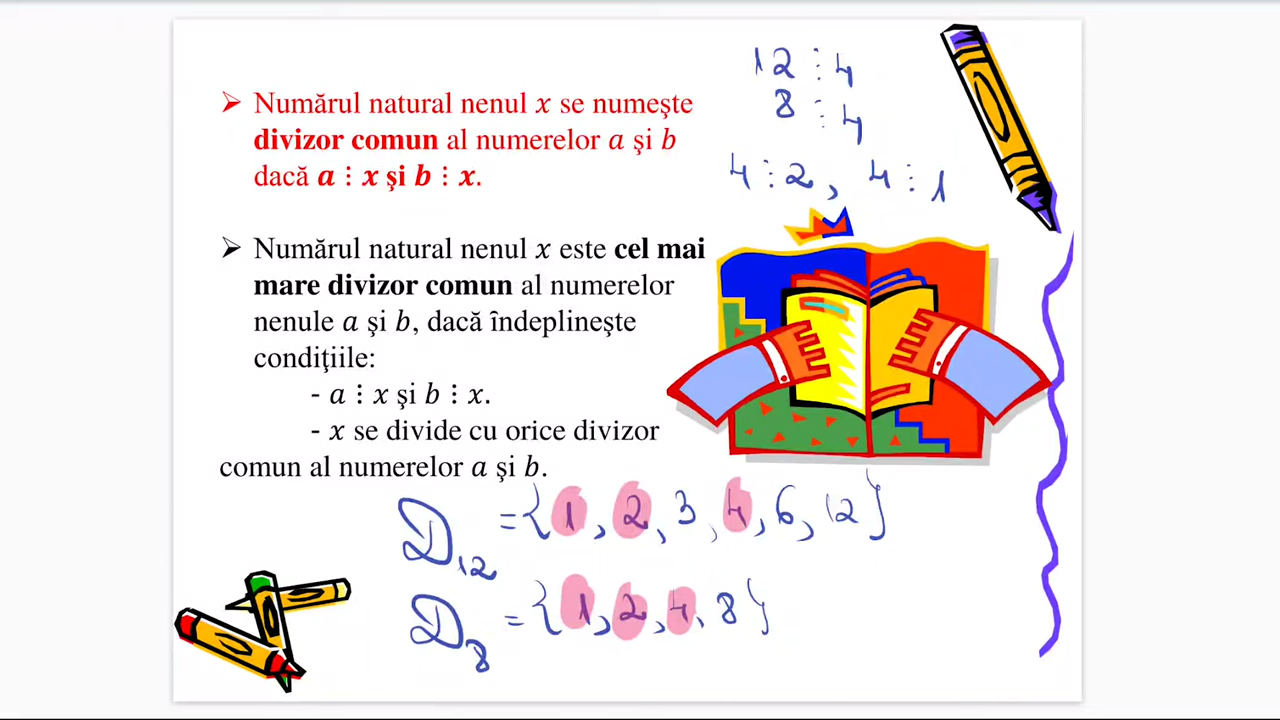 ➢ Numărul natural nenul x se numeşte
divizor comun al numerelor a şi b
dacă a ⋮ x şi b ⋮ x.
➢ Numărul natural nenul x este cel mai
mare divizor comun al numerelor
nenule a şi b, dacă îndeplineşte
condiţiile:
- a ⋮ x şi b ⋮ x.
- x se divide cu orice divizor
comun al numerelor a şi b.
12 ⋮ 4
8 ⋮ 4
4 ⋮ 2, 4 ⋮ 1
D₁₂ = {1, 2, 3, 4, 6, 12}
D₈ = {1, 2, 4, 8}